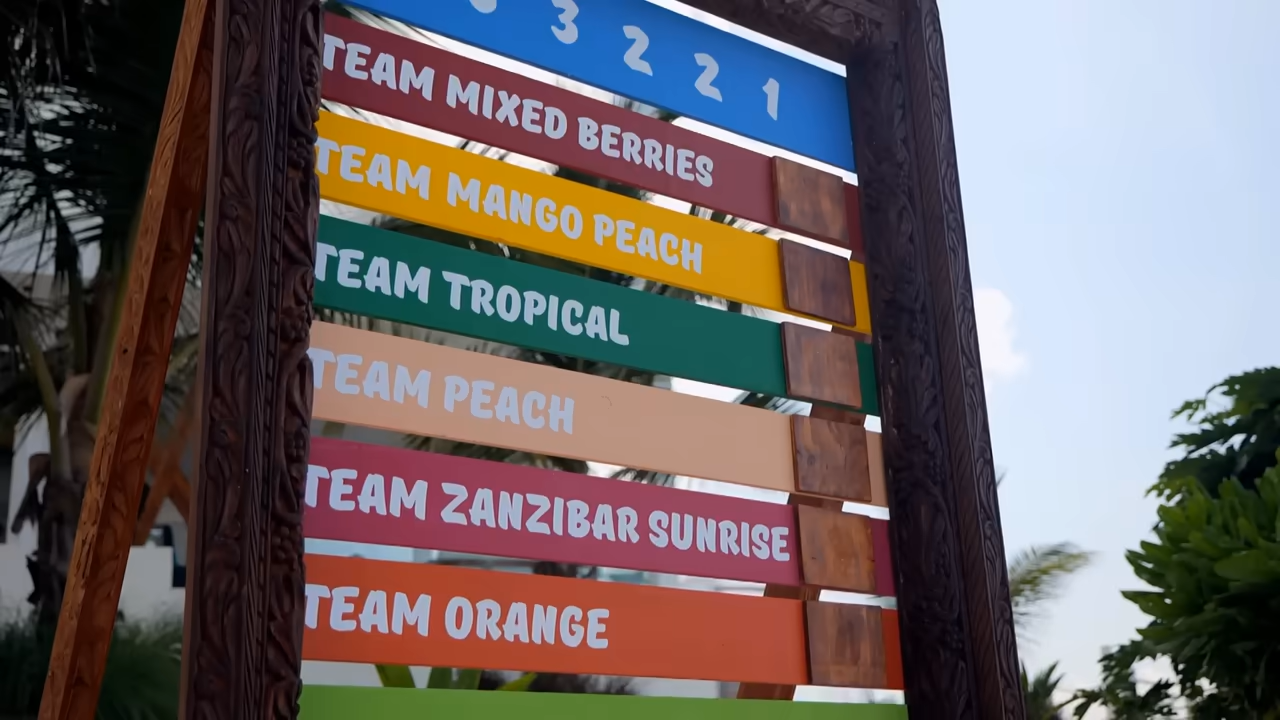 3 2 2 1
TEAM MIXED BERRIES
TEAM MANGO PEACH
TEAM TROPICAL
TEAM PEACH
TEAM ZANZIBAR SUNRISE
TEAM ORANGE